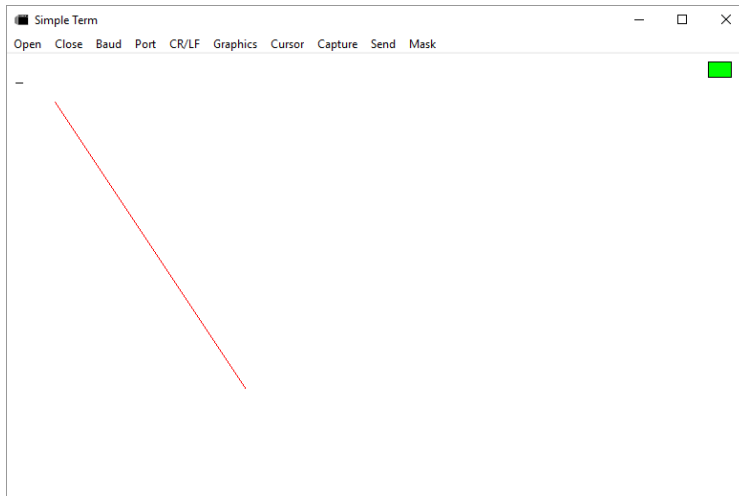 Simple Term
Open Close Baud Port CR/LF Graphics Cursor Capture Send Mask
_